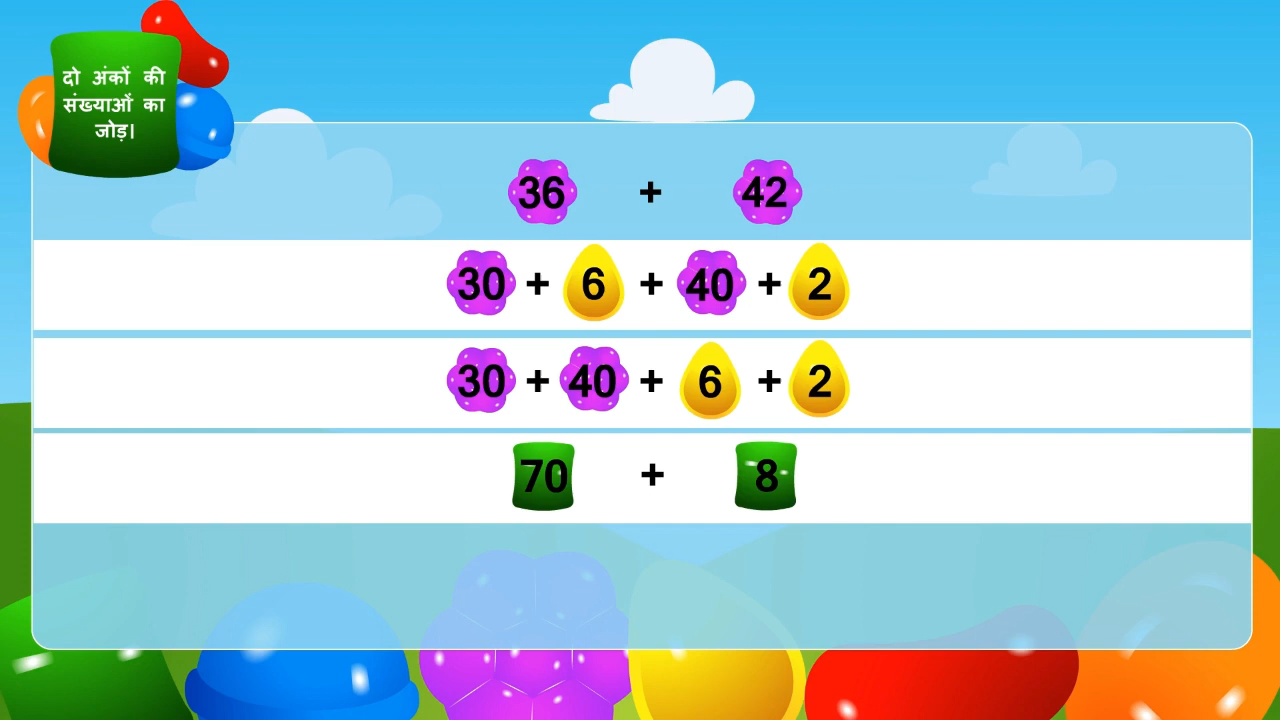 दो अंकों की
संख्याओं का
जोड़।
36 + 42
30 + 6 + 40 + 2
30 + 40 + 6 + 2
70 + 8